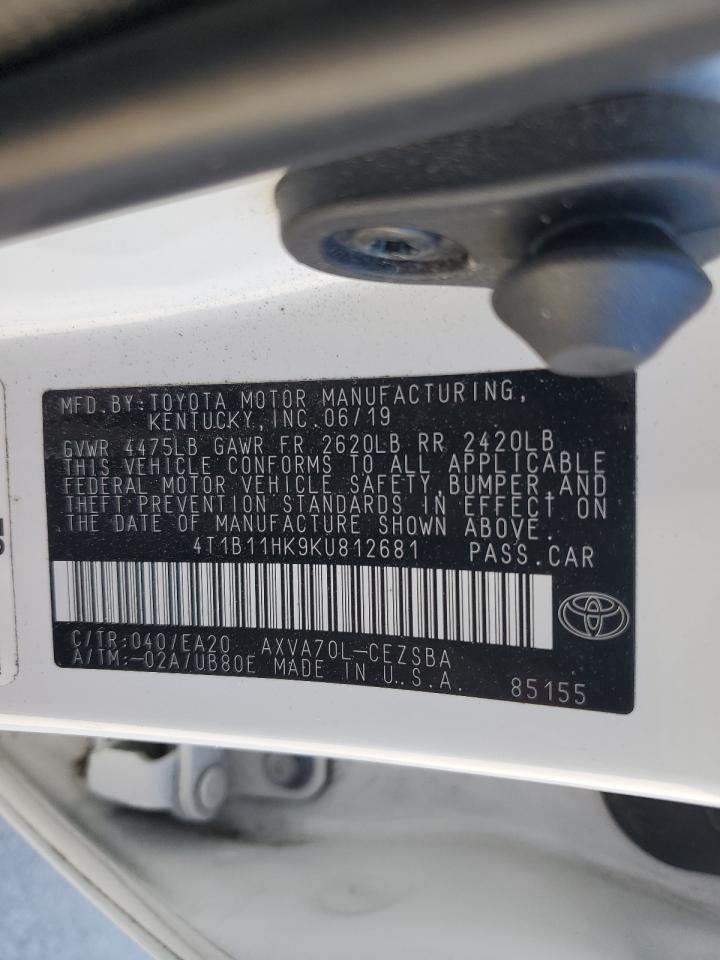 MFD.BY:TOYOTA MOTOR MANUFACTURING,
KENTUCKY,INC.06/19
GVWR 4475LB GAWR FR 2620LB RR 2420LB
THIS VEHICLE CONFORMS TO ALL APPLICABLE
FEDERAL MOTOR VEHICLE SAFETY,BUMPER,AND
THEFT PREVENTION STANDARDS IN EFFECT ON
THE DATE OF MANUFACTURE SHOWN ABOVE.
4T1B11HK9KU812681 PASS.CAR
C/TR:040/EA20 AXVA70L-CEZSBA
A/TM:-02A/UB80E MADE IN U.S.A. 85155